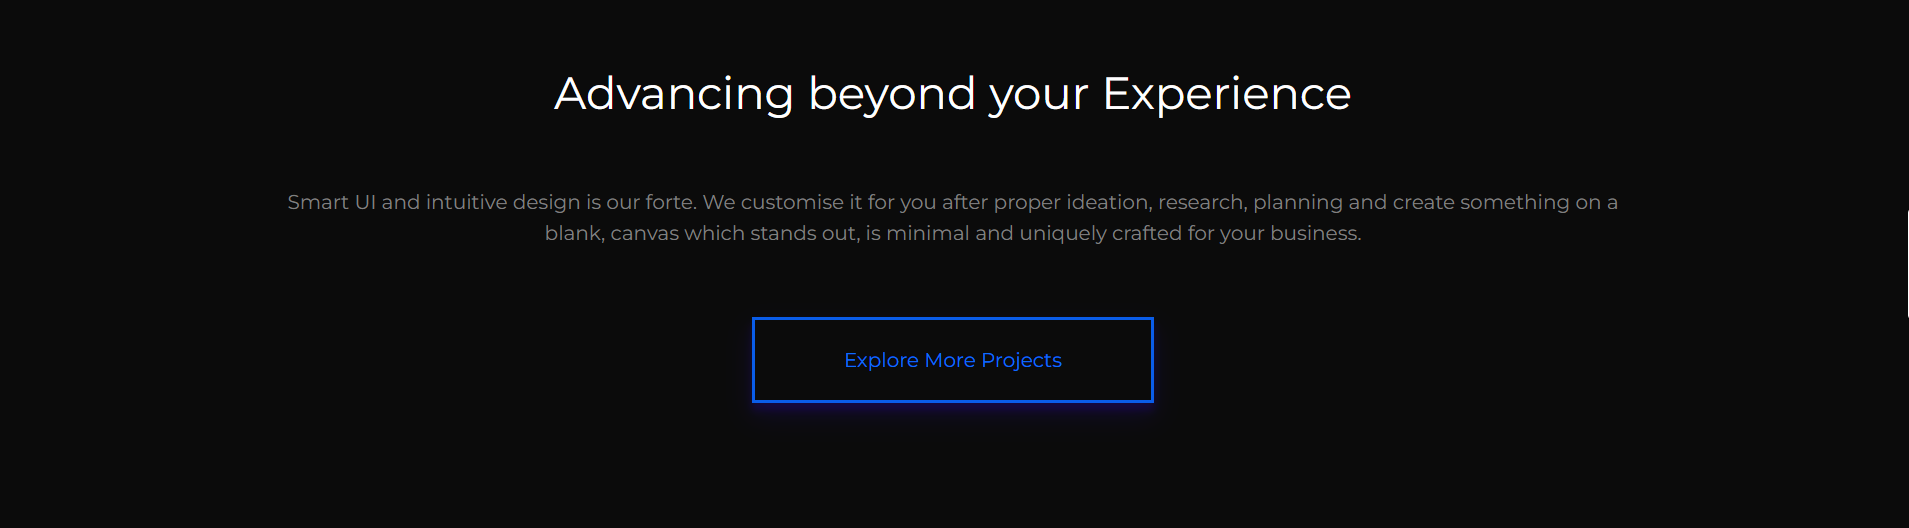 Advancing beyond your Experience
Smart UI and intuitive design is our forte. We customise it for you after proper ideation, research, planning and create something on a
blank, canvas which stands out, is minimal and uniquely crafted for your business.
Explore More Projects